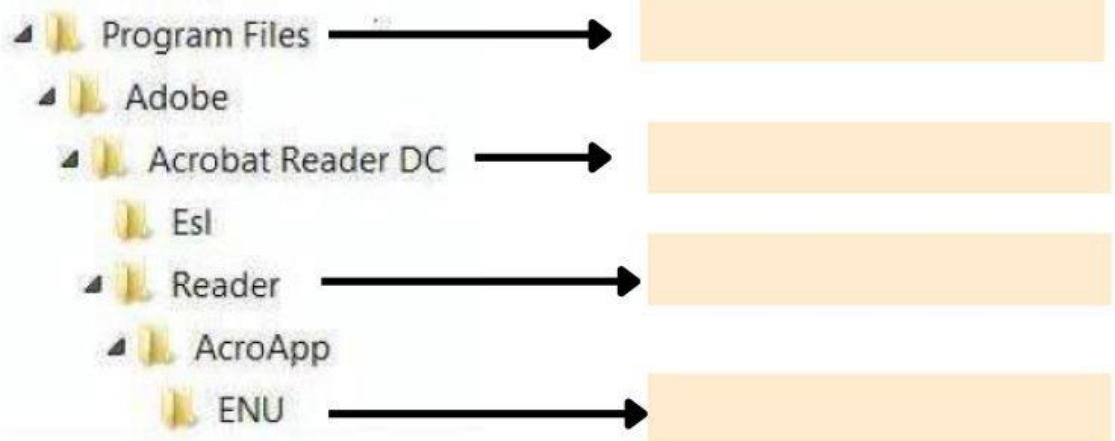 Program Files
Adobe
Acrobat Reader DC
Esl
Reader
AcroApp
ENU